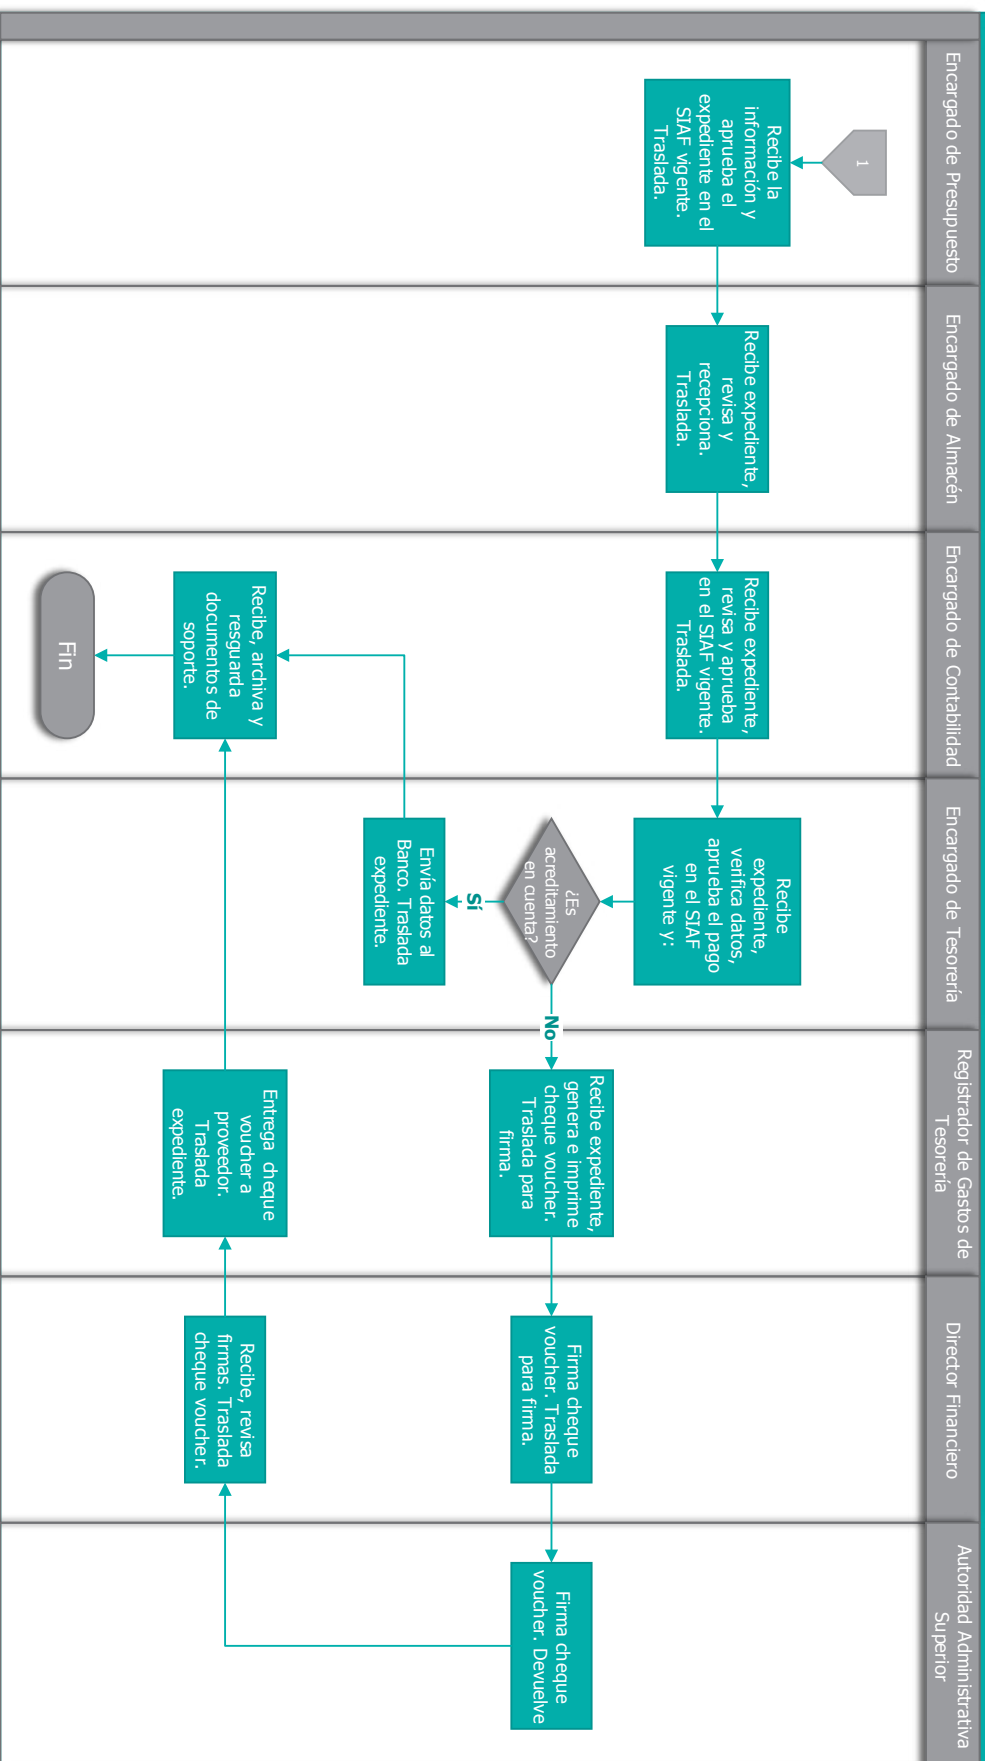 Encargado de Presupuesto
Encargado de Almacén
Encargado de Contabilidad
Encargado de Tesorería
Registrador de Gastos de
Tesorería
Director Financiero
Autoridad Administrativa
Superior
1
Recibe la
información y
aprueba el
expediente en el
SIAF vigente.
Traslada.
Recibe expediente,
revisa y
recepciona.
Traslada.
Recibe expediente,
revisa y aprueba
en el SIAF vigente.
Traslada.
Recibe
expediente,
verifica datos,
aprueba el pago
en el SIAF
vigente y:
¿Es
acreditamiento
en cuenta?
No
Sí
Recibe expediente,
genera e imprime
cheque voucher.
Traslada para
firma.
Firma cheque
voucher. Traslada
para firma.
Firma cheque
voucher. Devuelve
Envía datos al
Banco. Traslada
expediente.
Recibe, archiva y
resguarda
documentos de
soporte.
Entrega cheque
voucher a
proveedor.
Traslada
expediente.
Recibe, revisa
firmas. Traslada
cheque voucher.
Fin